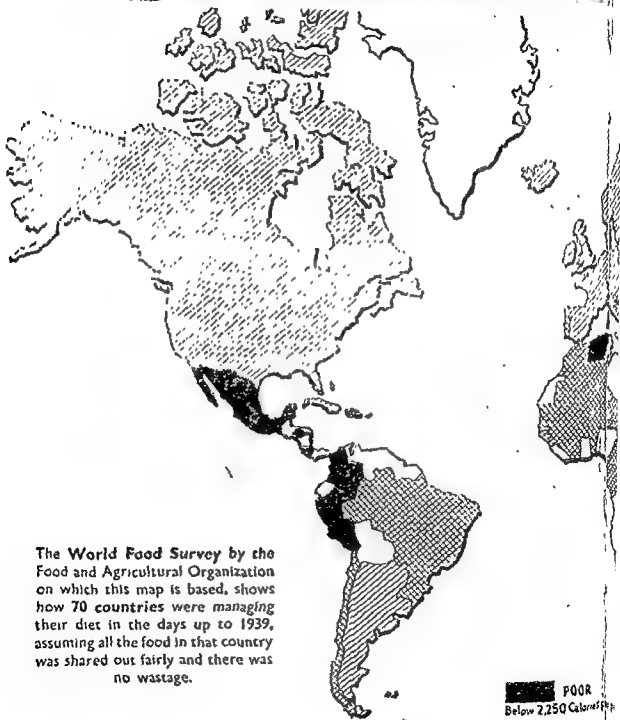 The World Food Survey by the
Food and Agricultural Organization
on which this map is based, shows
how 70 countries were managing
their diet in the days up to 1939,
assuming all the food in that country
was shared out fairly and there was
no wastage.
POOR
Below 2,250 Calories